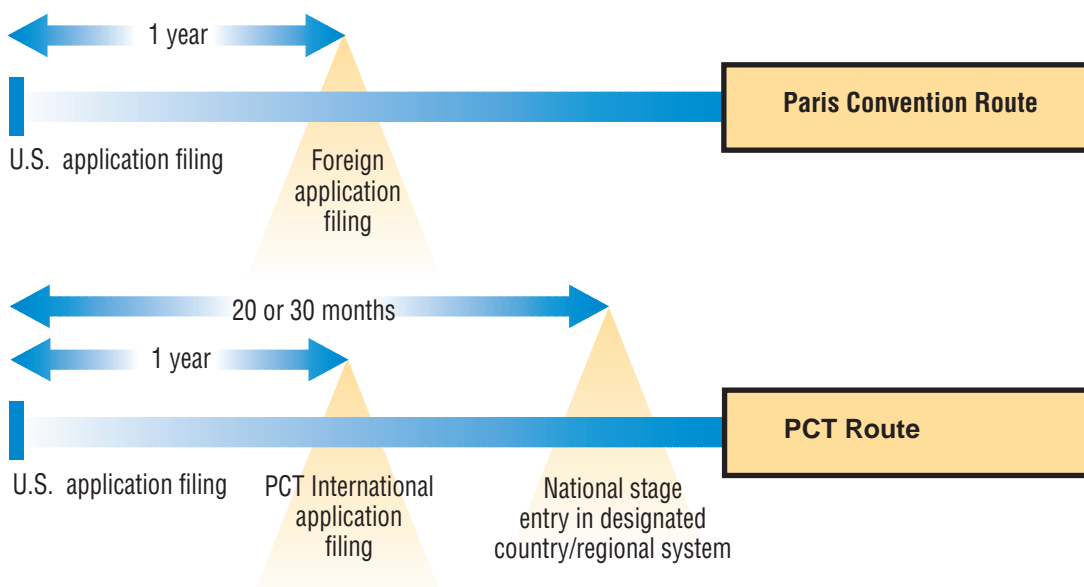 1 year
Paris Convention Route
U.S. application filing
Foreign
application
filing
20 or 30 months
1 year
PCT Route
U.S. application filing
PCT International
application
filing
National stage
entry in designated
country/regional system